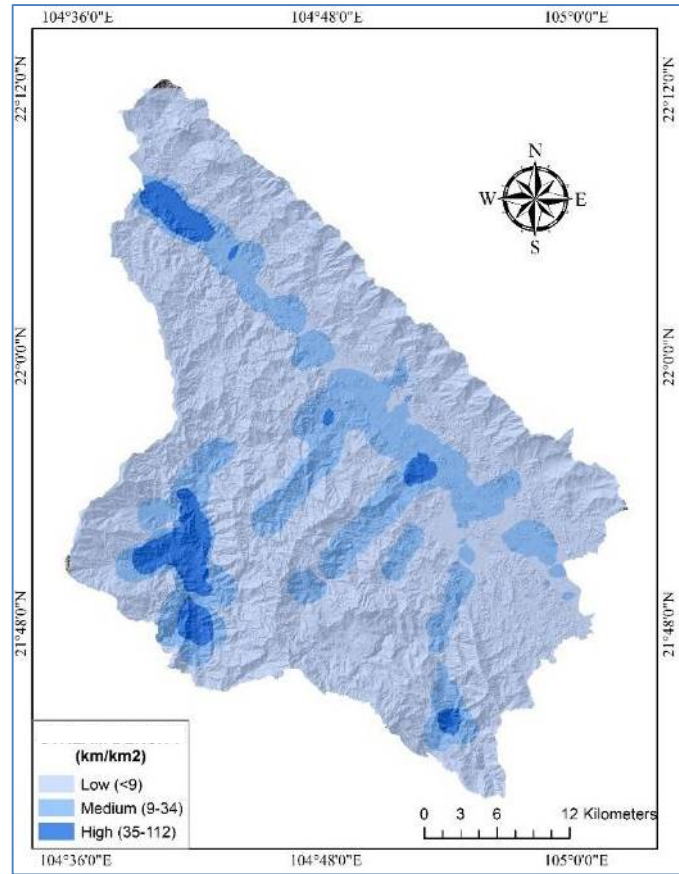 104°36'0"E 104°48'0"E 105°0'0"E
22°12'0"N 22°12'0"N
N
W E
S
22°0'0"N 22°0'0"N
21°48'0"N 21°48'0"N
(km/km2)
Low (<9)
Medium (9-34)
High (35-112)
0 3 6 12 Kilometers
104°36'0"E 104°48'0"E 105°0'0"E